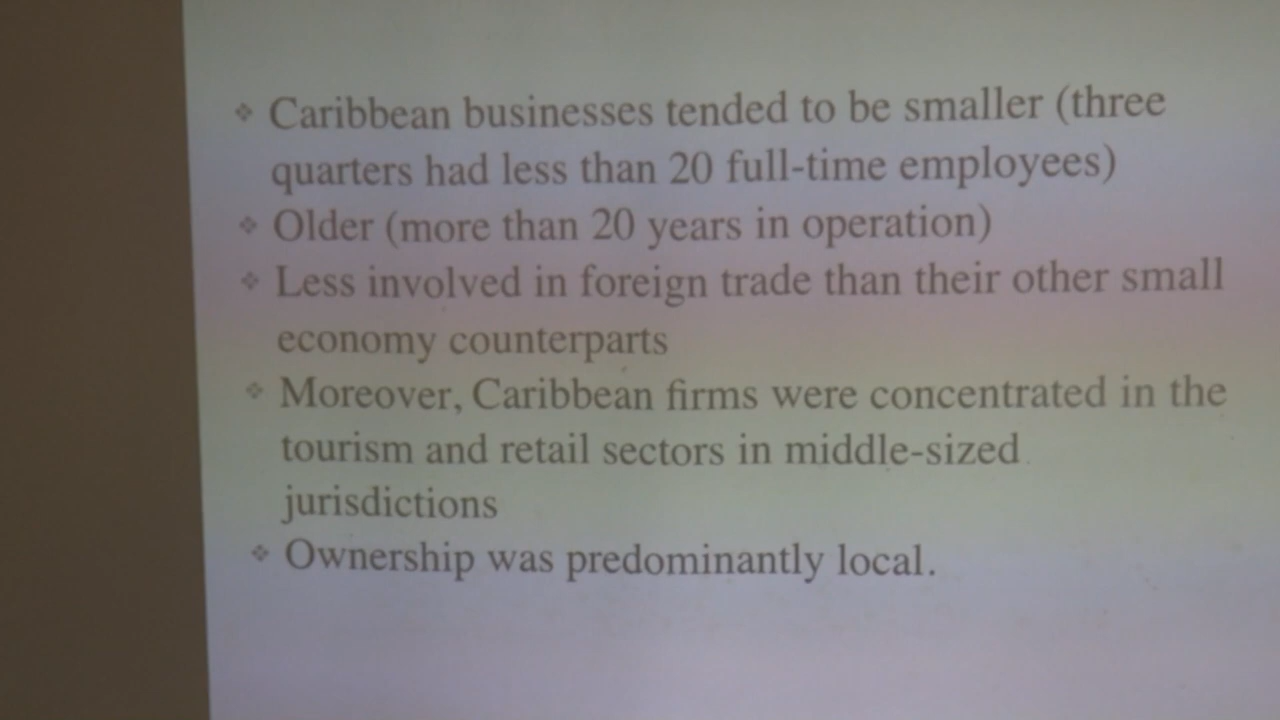 ❖ Caribbean businesses tended to be smaller (three
quarters had less than 20 full-time employees)
❖ Older (more than 20 years in operation)
❖ Less involved in foreign trade than their other small
economy counterparts
❖ Moreover, Caribbean firms were concentrated in the
tourism and retail sectors in middle-sized
jurisdictions
❖ Ownership was predominantly local.